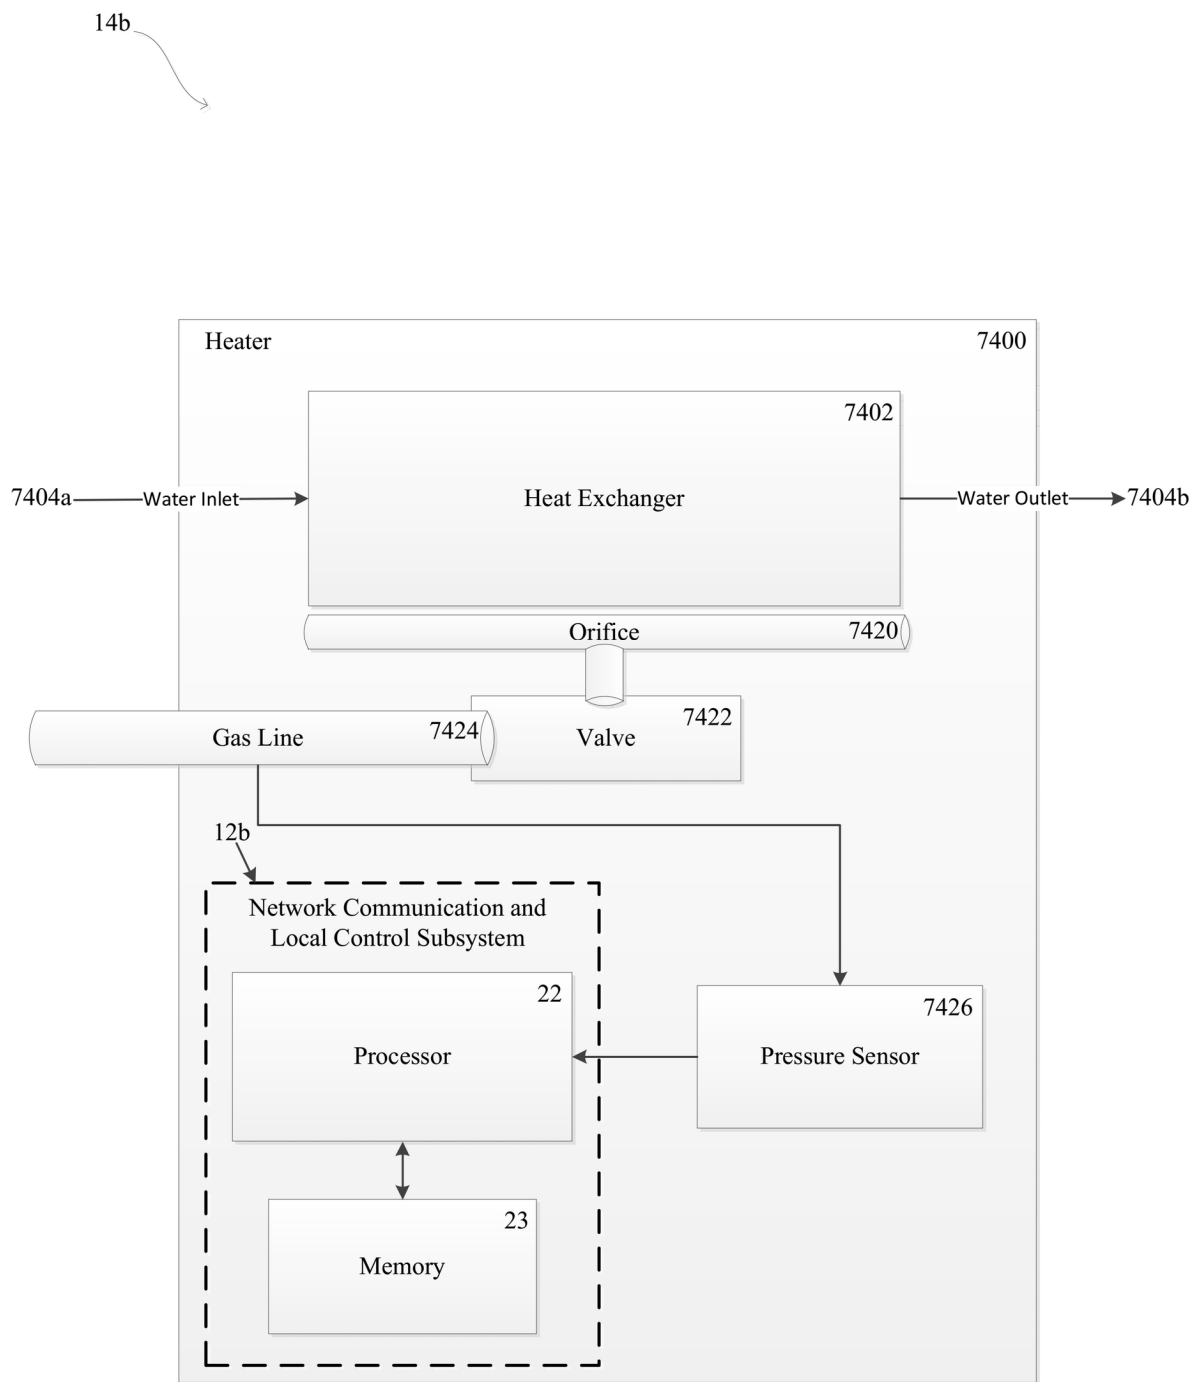 14b
Heater
7400
7402
7404a
Water Inlet
Heat Exchanger
Water Outlet
7404b
Orifice
7420
7422
Gas Line
7424
Valve
12b
Network Communication and
Local Control Subsystem
22
7426
Processor
Pressure Sensor
23
Memory